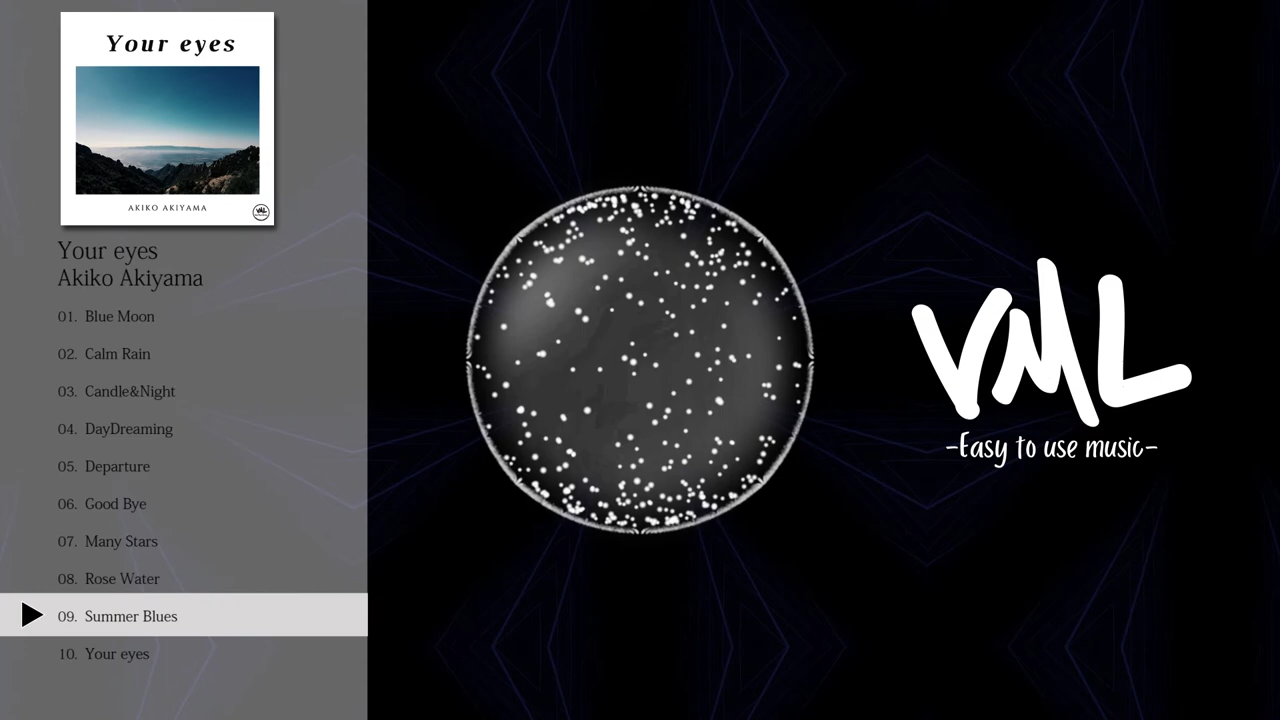 Your eyes
AKIKO AKIYAMA
VML
Your eyes
Akiko Akiyama
01. Blue Moon
02. Calm Rain
03. Candle&Night
04. DayDreaming
05. Departure
06. Good Bye
07. Many Stars
08. Rose Water
09. Summer Blues
10. Your eyes
VML
-Easy to use music-